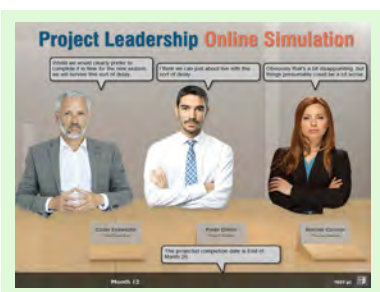 Project Leadership Online Simulation
While we would clearly prefer to
complete it in time for the new season,
we will survive this sort of delay.
I think we can just about live with this
sort of delay.
Obviously that's a bit disappointing, but
things presumably could be a lot worse.
The projected completion date is End of
Month 20.
Month 12